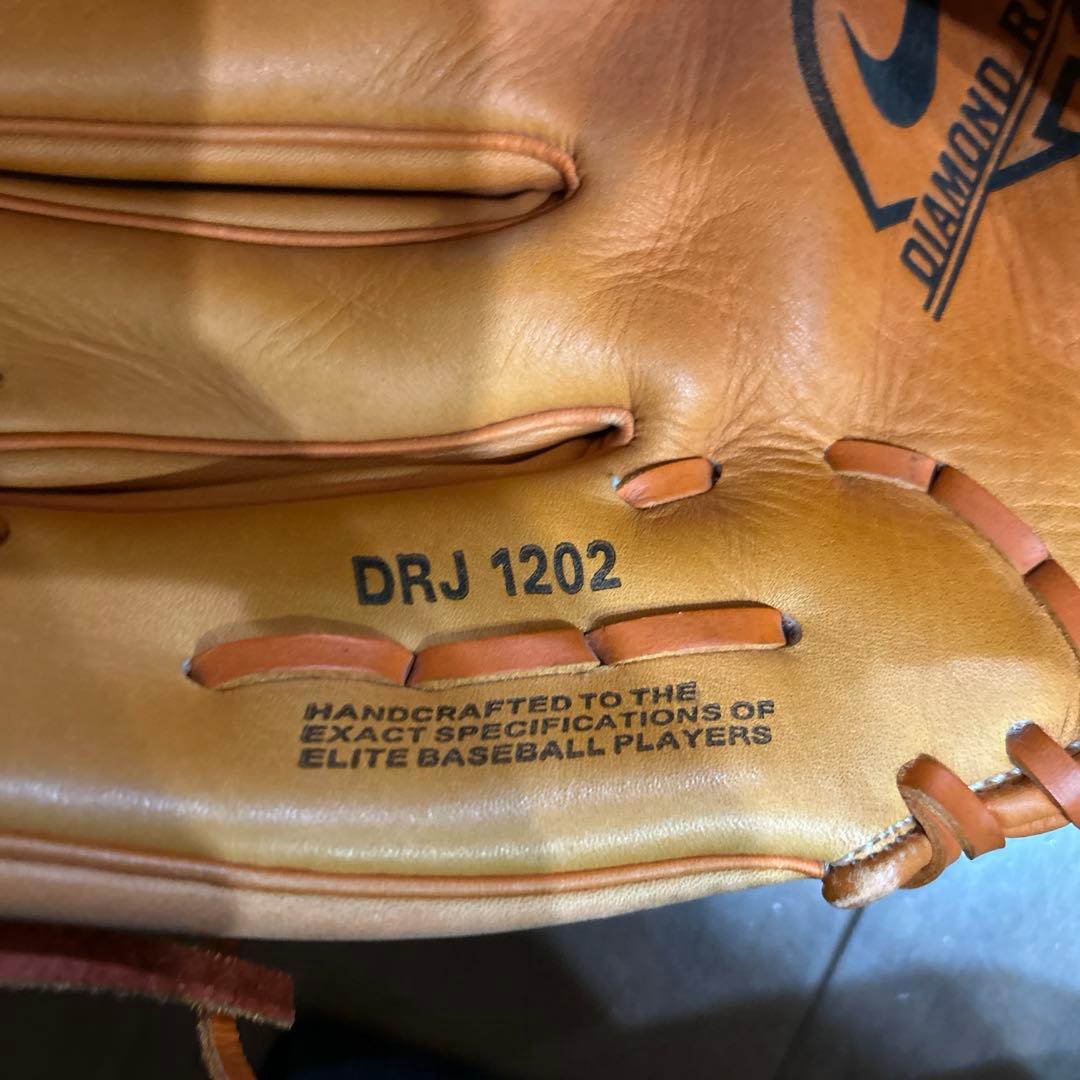 DIAMOND
DRJ 1202
HANDCRAFTED TO THE
EXACT SPECIFICATIONS OF
ELITE BASEBALL PLAYERS